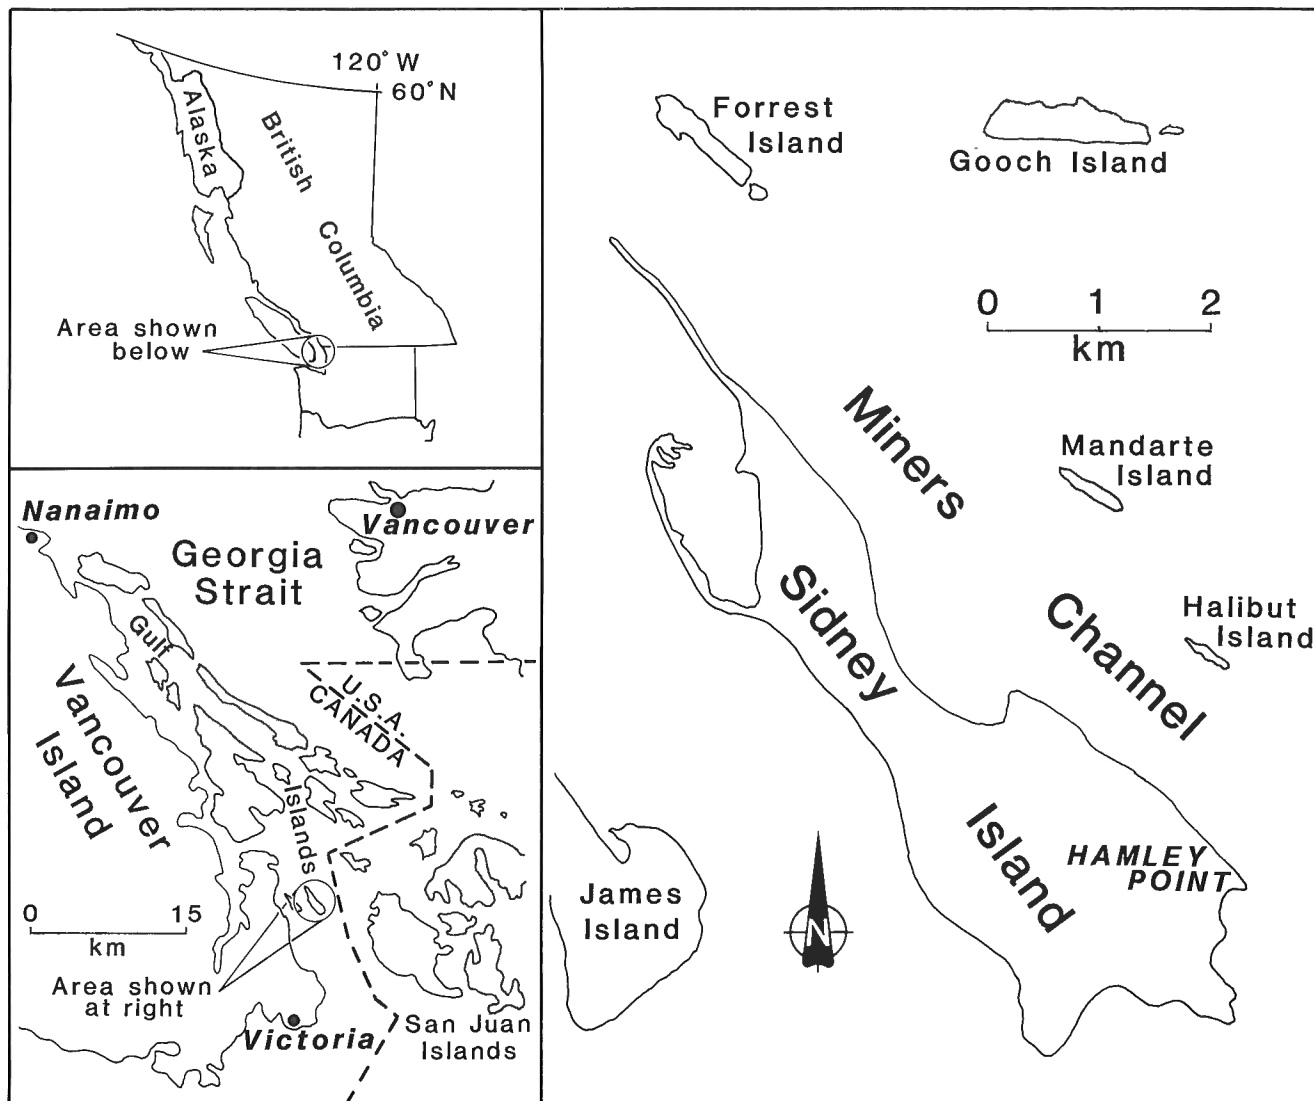 120° W
60° N
Alaska
British
Columbia
Area shown
below
Nanaimo
Vancouver
Georgia
Strait
Gulf
Islands
Vancouver
Island
U.S.A.
CANADA
0 15
km
Area shown
at right
Victoria
San Juan
Islands
Forrest
Island
Gooch Island
0 1 2
km
Miners
Channel
Mandarte
Island
Halibut
Island
Sidney
Island
HAMLEY
POINT
James
Island
N